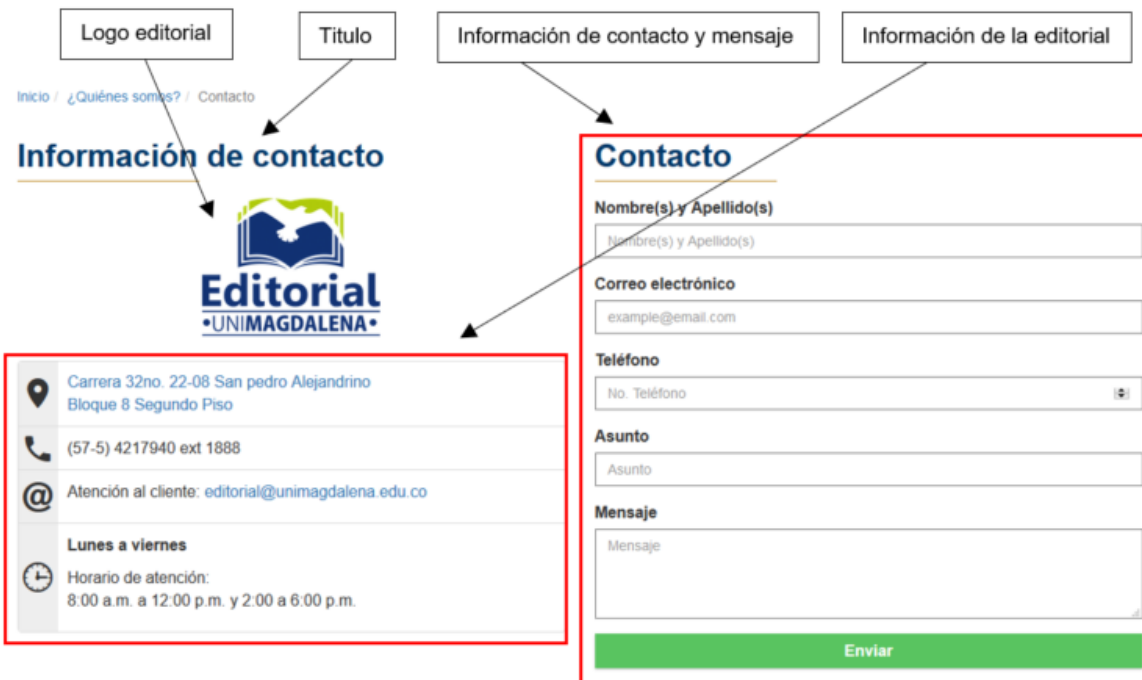 Logo editorial
Titulo
Información de contacto y mensaje
Información de la editorial
Inicio / ¿Quiénes somos? / Contacto
Información de contacto
Editorial
•UNIMAGDALENA•
Carrera 32no. 22-08 San pedro Alejandrino
Bloque 8 Segundo Piso
(57-5) 4217940 ext 1888
@
Atención al cliente: editorial@unimagdalena.edu.co
Lunes a viernes
Horario de atención:
8:00 a.m. a 12:00 p.m. y 2:00 a 6:00 p.m.
Contacto
Nombre(s) y Apellido(s)
Nombre(s) y Apellido(s)
Correo electrónico
example@email.com
Teléfono
No. Teléfono
Asunto
Asunto
Mensaje
Mensaje
Enviar